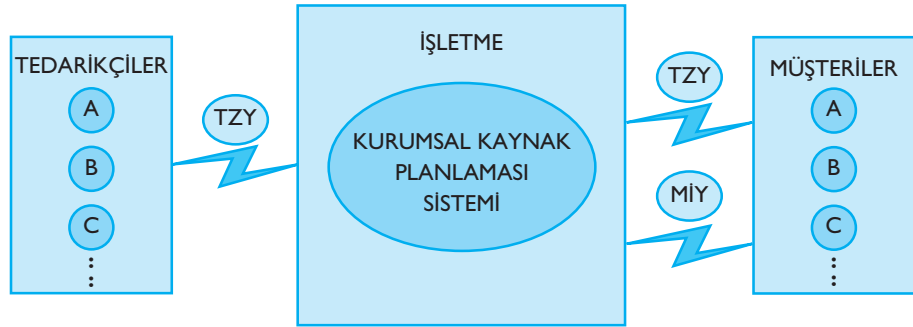 TEDARİKÇİLER
A
B
C
TZY
İŞLETME
KURUMSAL KAYNAK
PLANLAMASI
SİSTEMİ
TZY
MİY
MÜŞTERİLER
A
B
C